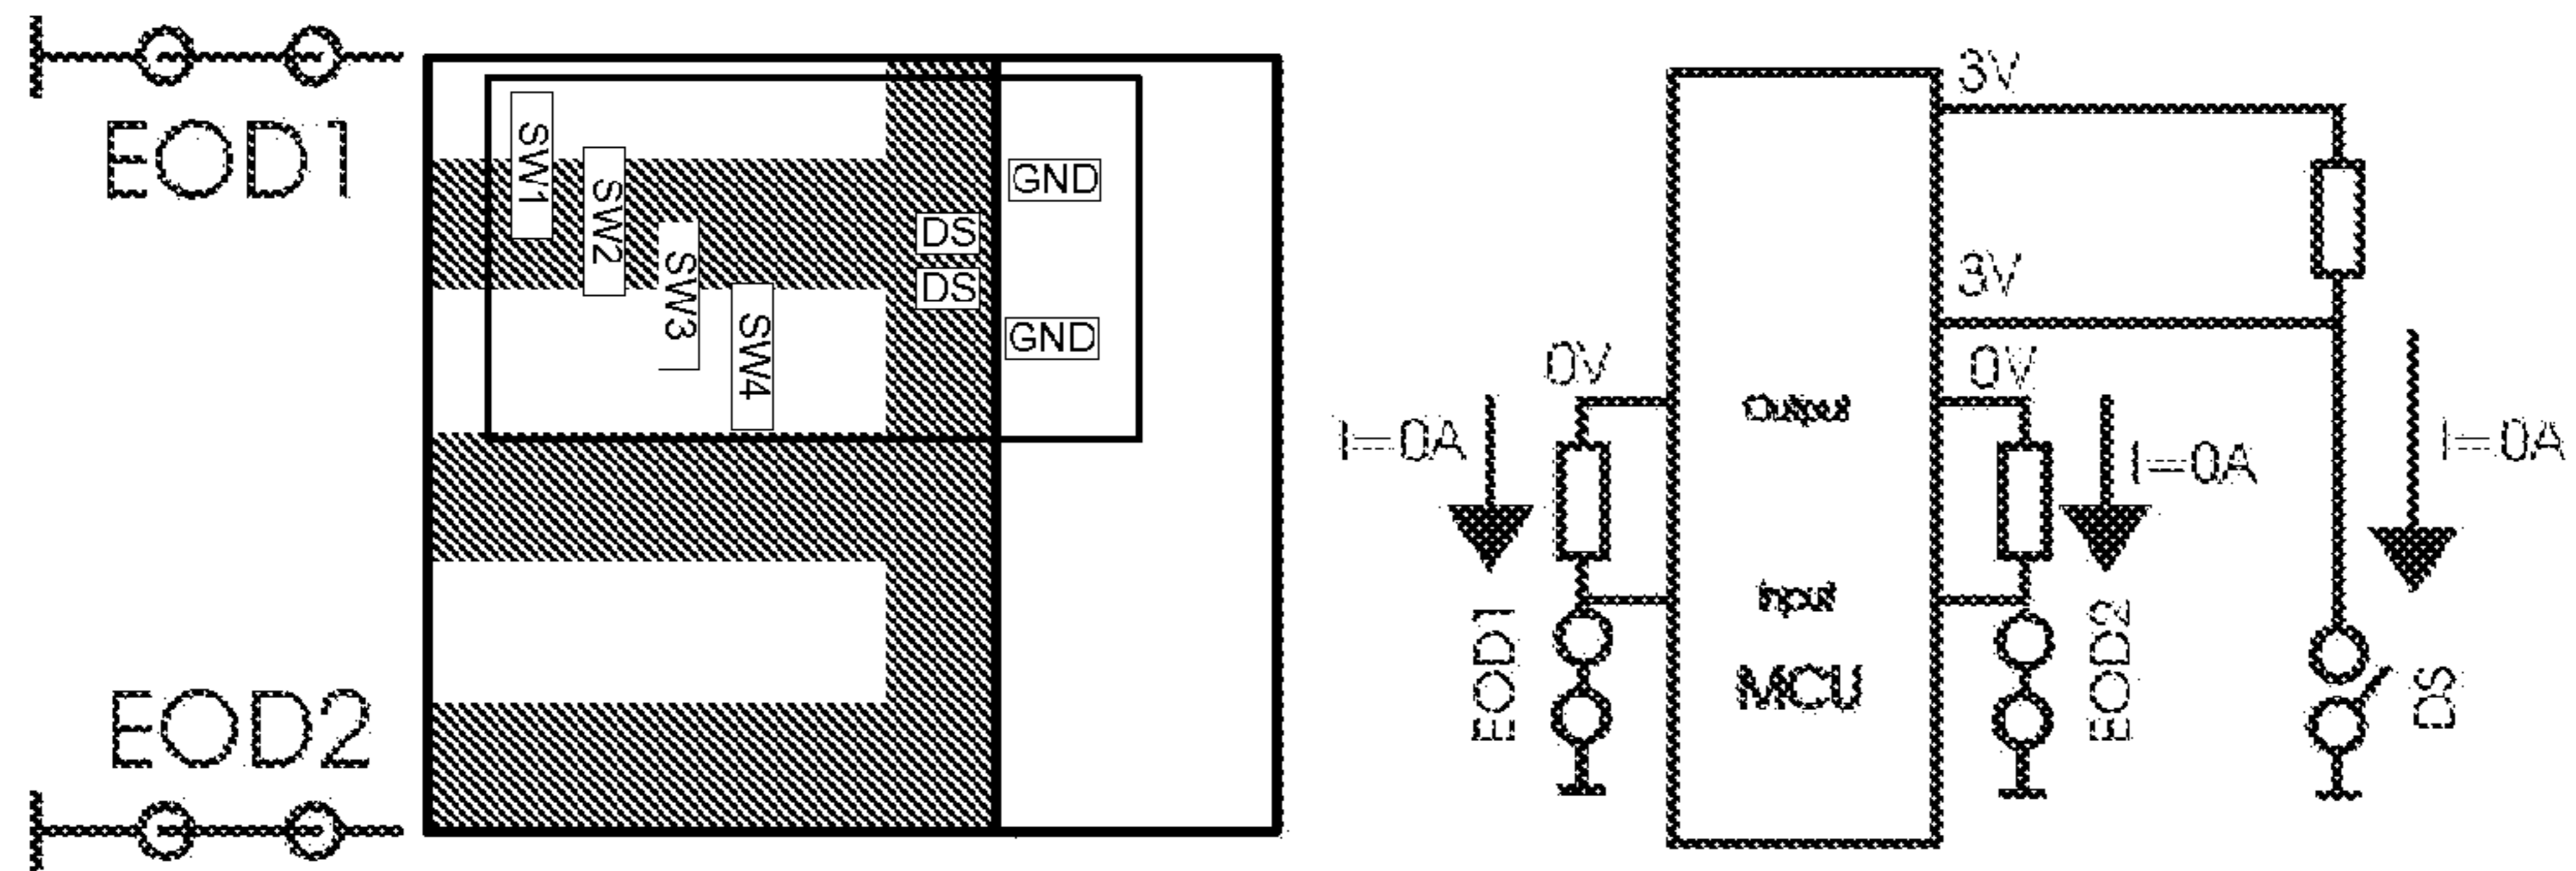 EOD1
SW1
SW2
SW3
SW4
DS
DS
GND
GND
EOD2
3V
3V
0V
0V
I=0A
I=0A
I=0A
Output
Input
MCU
EOD1
EOD2
DS